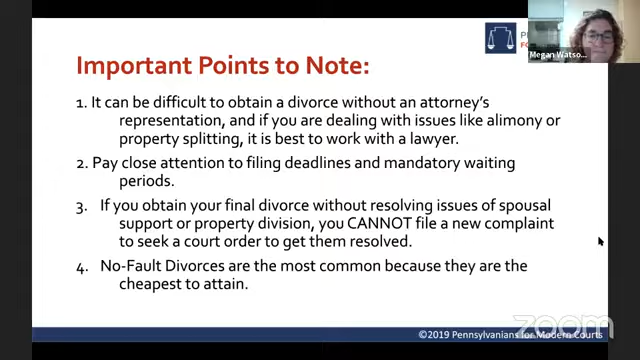 Important Points to Note:
Megan Watso...
1. It can be difficult to obtain a divorce without an attorney's
representation, and if you are dealing with issues like alimony or
property splitting, it is best to work with a lawyer.
2. Pay close attention to filing deadlines and mandatory waiting
periods.
3. If you obtain your final divorce without resolving issues of spousal
support or property division, you CANNOT file a new complaint
to seek a court order to get them resolved.
4. No-Fault Divorces are the most common because they are the
cheapest to attain.
zoom
©2019 Pennsylvanians for Modern Courts